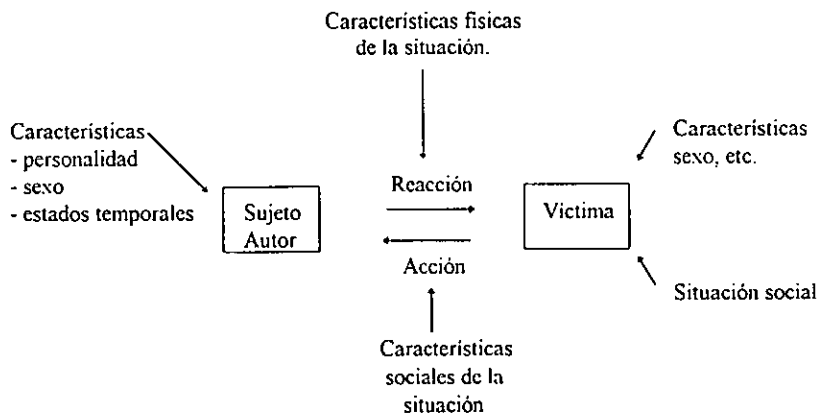 Características fisicas
de la situación.
Características
- personalidad
- sexo
- estados temporales
Sujeto
Autor
Reacción
Acción
Victima
Características
sexo, etc.
Situación social
Características
sociales de la
situación